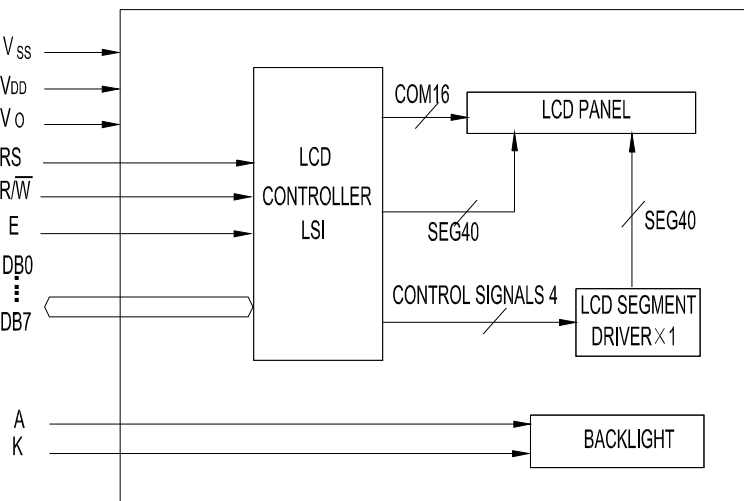 VSS
VDD
VO
RS
R/W̅
E
DB0
DB7
A
K
LCD
CONTROLLER
LSI
COM16
LCD PANEL
SEG40
SEG40
CONTROL SIGNALS 4
LCD SEGMENT
DRIVER×1
BACKLIGHT